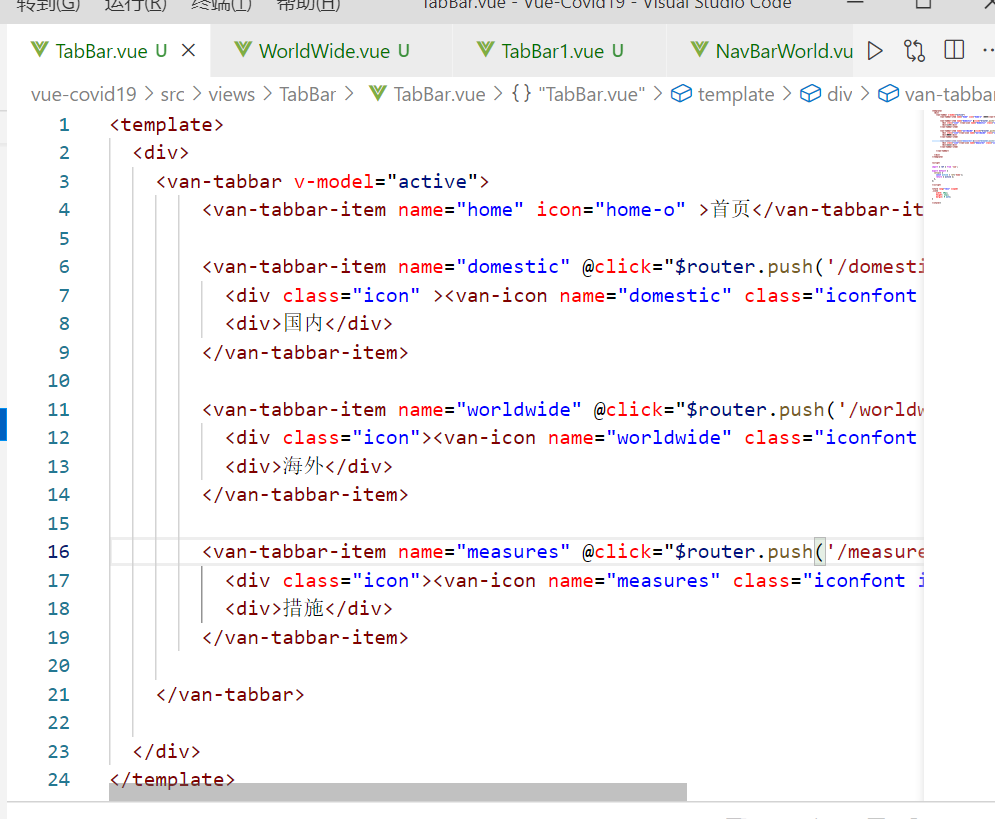 转到(G) 运行(R) 终端(T) 帮助(H) TabBar.vue - Vue-Covid19 - Visual Studio Code
TabBar.vue U WorldWide.vue U TabBar1.vue U NavBarWorld.vu
vue-covid19 > src > views > TabBar > TabBar.vue > {} "TabBar.vue" > template > div > van-tabbar
1 <template>
2 <div>
3 <van-tabbar v-model="active">
4 <van-tabbar-item name="home" icon="home-o" >首页</van-tabbar-it
5
6 <van-tabbar-item name="domestic" @click="$router.push('/domesti
7 <div class="icon" ><van-icon name="domestic" class="iconfont
8 <div>国内</div>
9 </van-tabbar-item>
10
11 <van-tabbar-item name="worldwide" @click="$router.push('/worldw
12 <div class="icon"><van-icon name="worldwide" class="iconfont
13 <div>海外</div>
14 </van-tabbar-item>
15
16 <van-tabbar-item name="measures" @click="$router.push('/measure
17 <div class="icon"><van-icon name="measures" class="iconfont i
18 <div>措施</div>
19 </van-tabbar-item>
20
21 </van-tabbar>
22
23 </div>
24 </template>